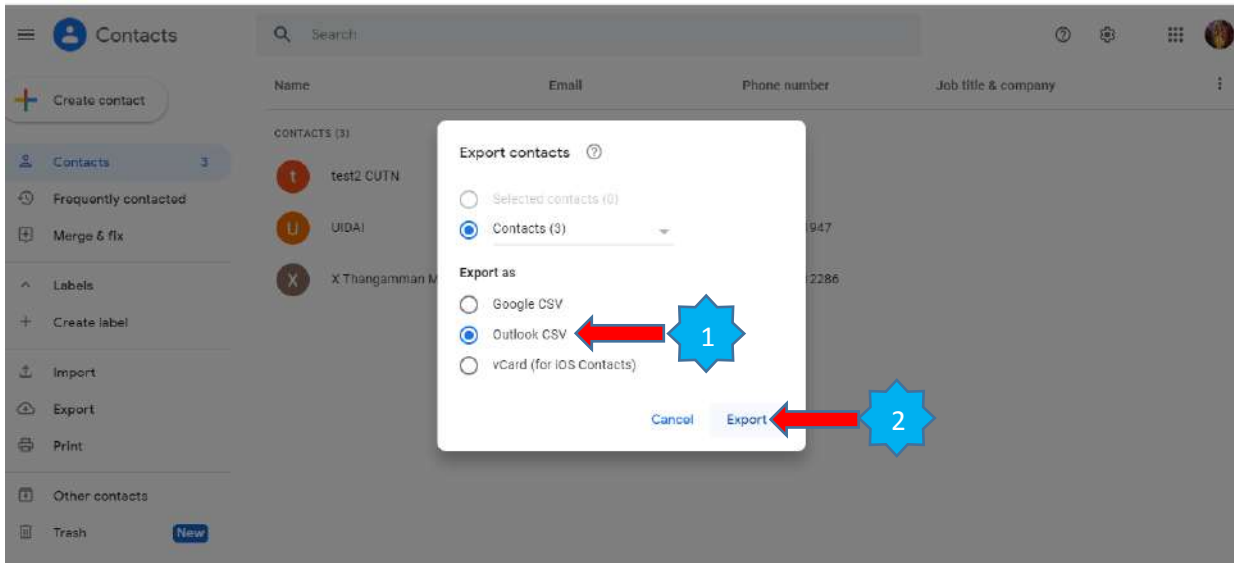 Contacts
Search
Create contact
Contacts 3
Frequently contacted
Merge & fix
Labels
Create label
Import
Export
Print
Other contacts
Trash New
Name Email Phone number Job title & company
CONTACTS (3)
t test2 CUTN
U UIDAI 1947
X X Thangamman M 2286
Export contacts
Selected contacts (0)
Contacts (3)
Export as
Google CSV
Outlook CSV 1
vCard (for iOS Contacts)
Cancel Export 2